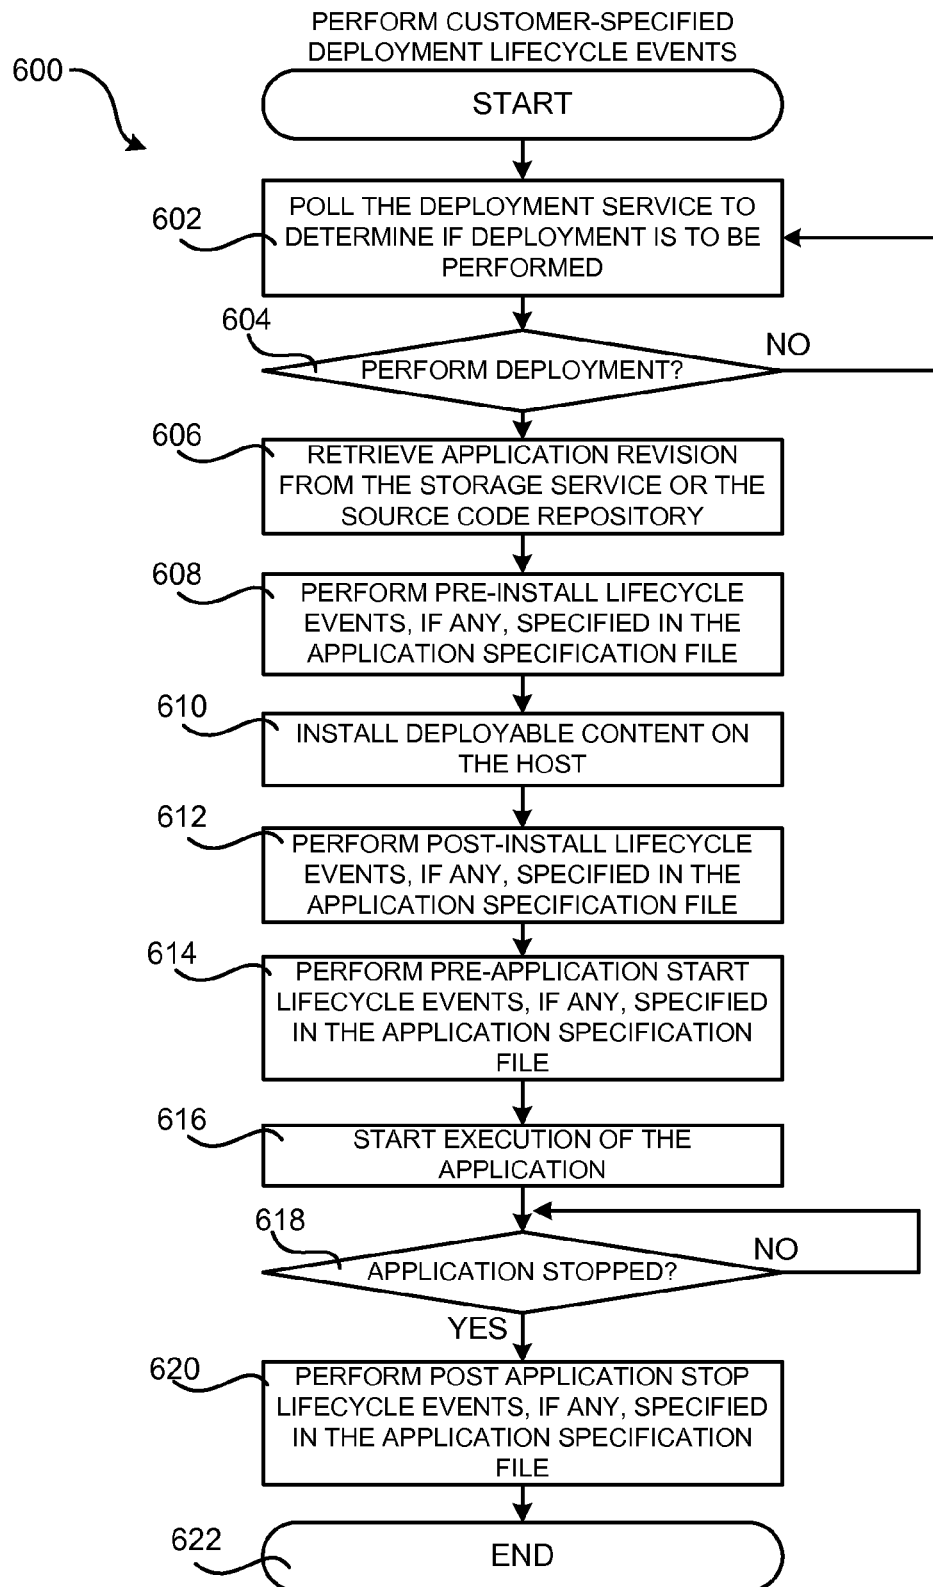 PERFORM CUSTOMER-SPECIFIED
DEPLOYMENT LIFECYCLE EVENTS
600
START
602
POLL THE DEPLOYMENT SERVICE TO
DETERMINE IF DEPLOYMENT IS TO BE
PERFORMED
604
PERFORM DEPLOYMENT?
NO
606
RETRIEVE APPLICATION REVISION
FROM THE STORAGE SERVICE OR THE
SOURCE CODE REPOSITORY
608
PERFORM PRE-INSTALL LIFECYCLE
EVENTS, IF ANY, SPECIFIED IN THE
APPLICATION SPECIFICATION FILE
610
INSTALL DEPLOYABLE CONTENT ON
THE HOST
612
PERFORM POST-INSTALL LIFECYCLE
EVENTS, IF ANY, SPECIFIED IN THE
APPLICATION SPECIFICATION FILE
614
PERFORM PRE-APPLICATION START
LIFECYCLE EVENTS, IF ANY, SPECIFIED
IN THE APPLICATION SPECIFICATION
FILE
616
START EXECUTION OF THE
APPLICATION
618
APPLICATION STOPPED?
NO
YES
620
PERFORM POST APPLICATION STOP
LIFECYCLE EVENTS, IF ANY, SPECIFIED
IN THE APPLICATION SPECIFICATION
FILE
622
END